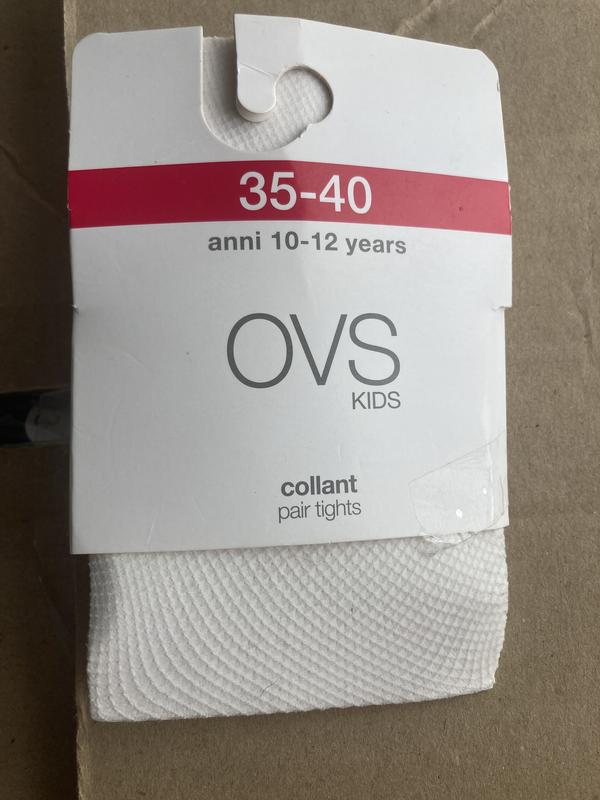 35-40
anni 10-12 years
OVS
KIDS
collant
pair tights